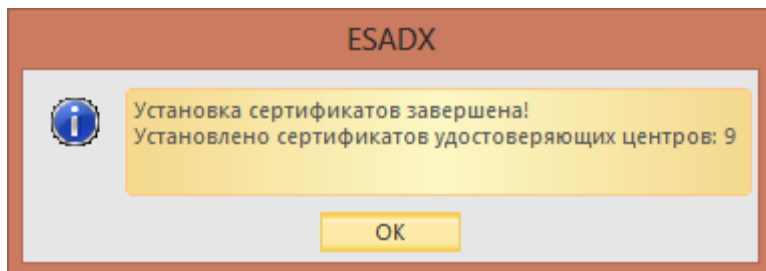 ESADX
Установка сертификатов завершена!
Установлено сертификатов удостоверяющих центров: 9
OK